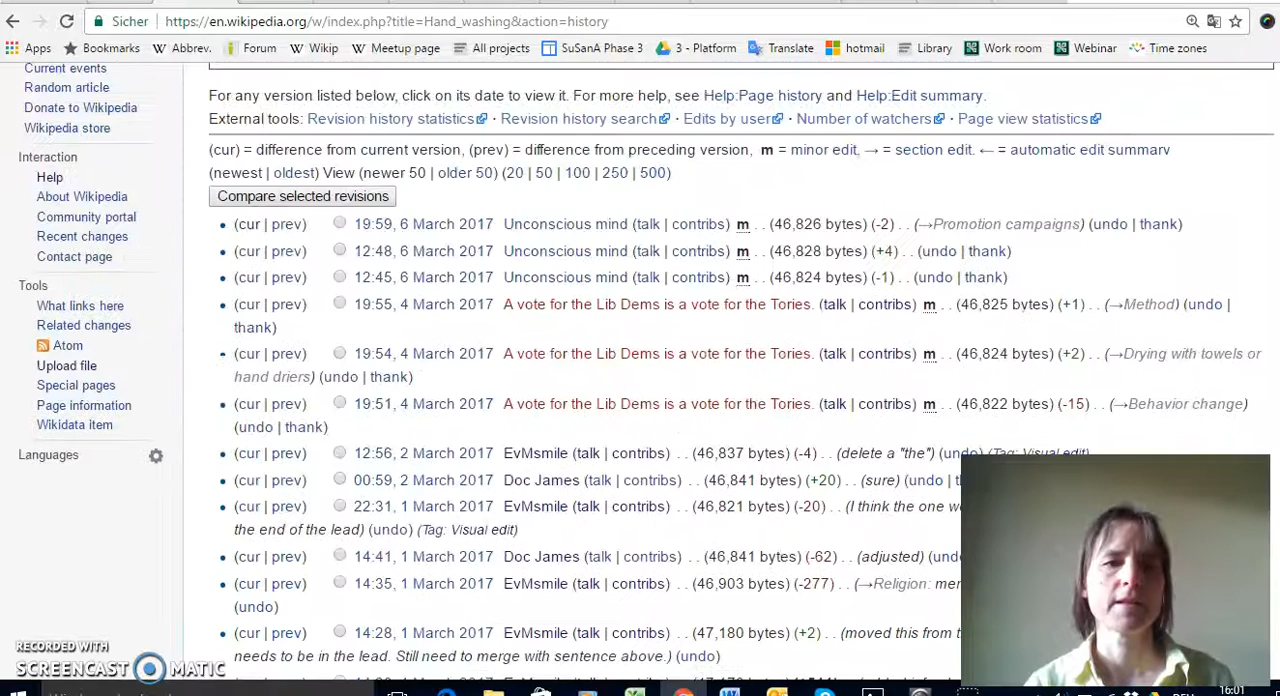 Sicher https://en.wikipedia.org/w/index.php?title=Hand_washing&action=history
Apps Bookmarks Abbrev. Forum Wikip Meetup page All projects SuSanA Phase 3 3 - Platform Translate hotmail Library Work room Webinar Time zones
Current events
Random article
Donate to Wikipedia
Wikipedia store
Interaction
Help
About Wikipedia
Community portal
Recent changes
Contact page
Tools
What links here
Related changes
Atom
Upload file
Special pages
Page information
Wikidata item
Languages
For any version listed below, click on its date to view it. For more help, see Help:Page history and Help:Edit summary.
External tools: Revision history statistics · Revision history search · Edits by user · Number of watchers · Page view statistics
(cur) = difference from current version, (prev) = difference from preceding version, m = minor edit, → = section edit, ← = automatic edit summary
(newest | oldest) View (newer 50 | older 50) (20 | 50 | 100 | 250 | 500)
Compare selected revisions
(cur | prev) 19:59, 6 March 2017 Unconscious mind (talk | contribs) m . . (46,826 bytes) (-2) . . (→Promotion campaigns) (undo | thank)
(cur | prev) 12:48, 6 March 2017 Unconscious mind (talk | contribs) m . . (46,828 bytes) (+4) . . (undo | thank)
(cur | prev) 12:45, 6 March 2017 Unconscious mind (talk | contribs) m . . (46,824 bytes) (-1) . . (undo | thank)
(cur | prev) 19:55, 4 March 2017 A vote for the Lib Dems is a vote for the Tories. (talk | contribs) m . . (46,825 bytes) (+1) . . (→Method) (undo |
thank)
(cur | prev) 19:54, 4 March 2017 A vote for the Lib Dems is a vote for the Tories. (talk | contribs) m . . (46,824 bytes) (+2) . . (→Drying with towels or
hand driers) (undo | thank)
(cur | prev) 19:51, 4 March 2017 A vote for the Lib Dems is a vote for the Tories. (talk | contribs) m . . (46,822 bytes) (-15) . . (→Behavior change)
(undo | thank)
(cur | prev) 12:56, 2 March 2017 EvMsmile (talk | contribs) . . (46,837 bytes) (-4) . . (delete a "the") (undo) (Tag: Visual edit)
(cur | prev) 00:59, 2 March 2017 Doc James (talk | contribs) . . (46,841 bytes) (+20) . . (sure) (undo |
(cur | prev) 22:31, 1 March 2017 EvMsmile (talk | contribs) . . (46,821 bytes) (-20) . . (I think the one
the end of the lead) (undo) (Tag: Visual edit)
(cur | prev) 14:41, 1 March 2017 Doc James (talk | contribs) . . (46,841 bytes) (-62) . . (adjusted)
(cur | prev) 14:35, 1 March 2017 EvMsmile (talk | contribs) . . (46,903 bytes) (-277) . . (→Religion:
(undo)
(cur | prev) 14:28, 1 March 2017 EvMsmile (talk | contribs) . . (47,180 bytes) (+2) . . (moved this from
needs to be in the lead. Still need to merge with sentence above.) (undo)
RECORDED WITH
SCREENCAST MATIC
16:01